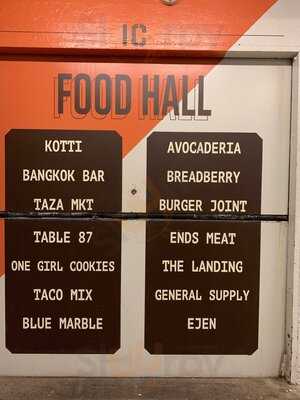 IC
FOOD HALL
KOTTI
BANGKOK BAR
TAZA MKT
TABLE 87
ONE GIRL COOKIES
TACO MIX
BLUE MARBLE
AVOCADERIA
BREADBERRY
BURGER JOINT
ENDS MEAT
THE LANDING
GENERAL SUPPLY
EJEN